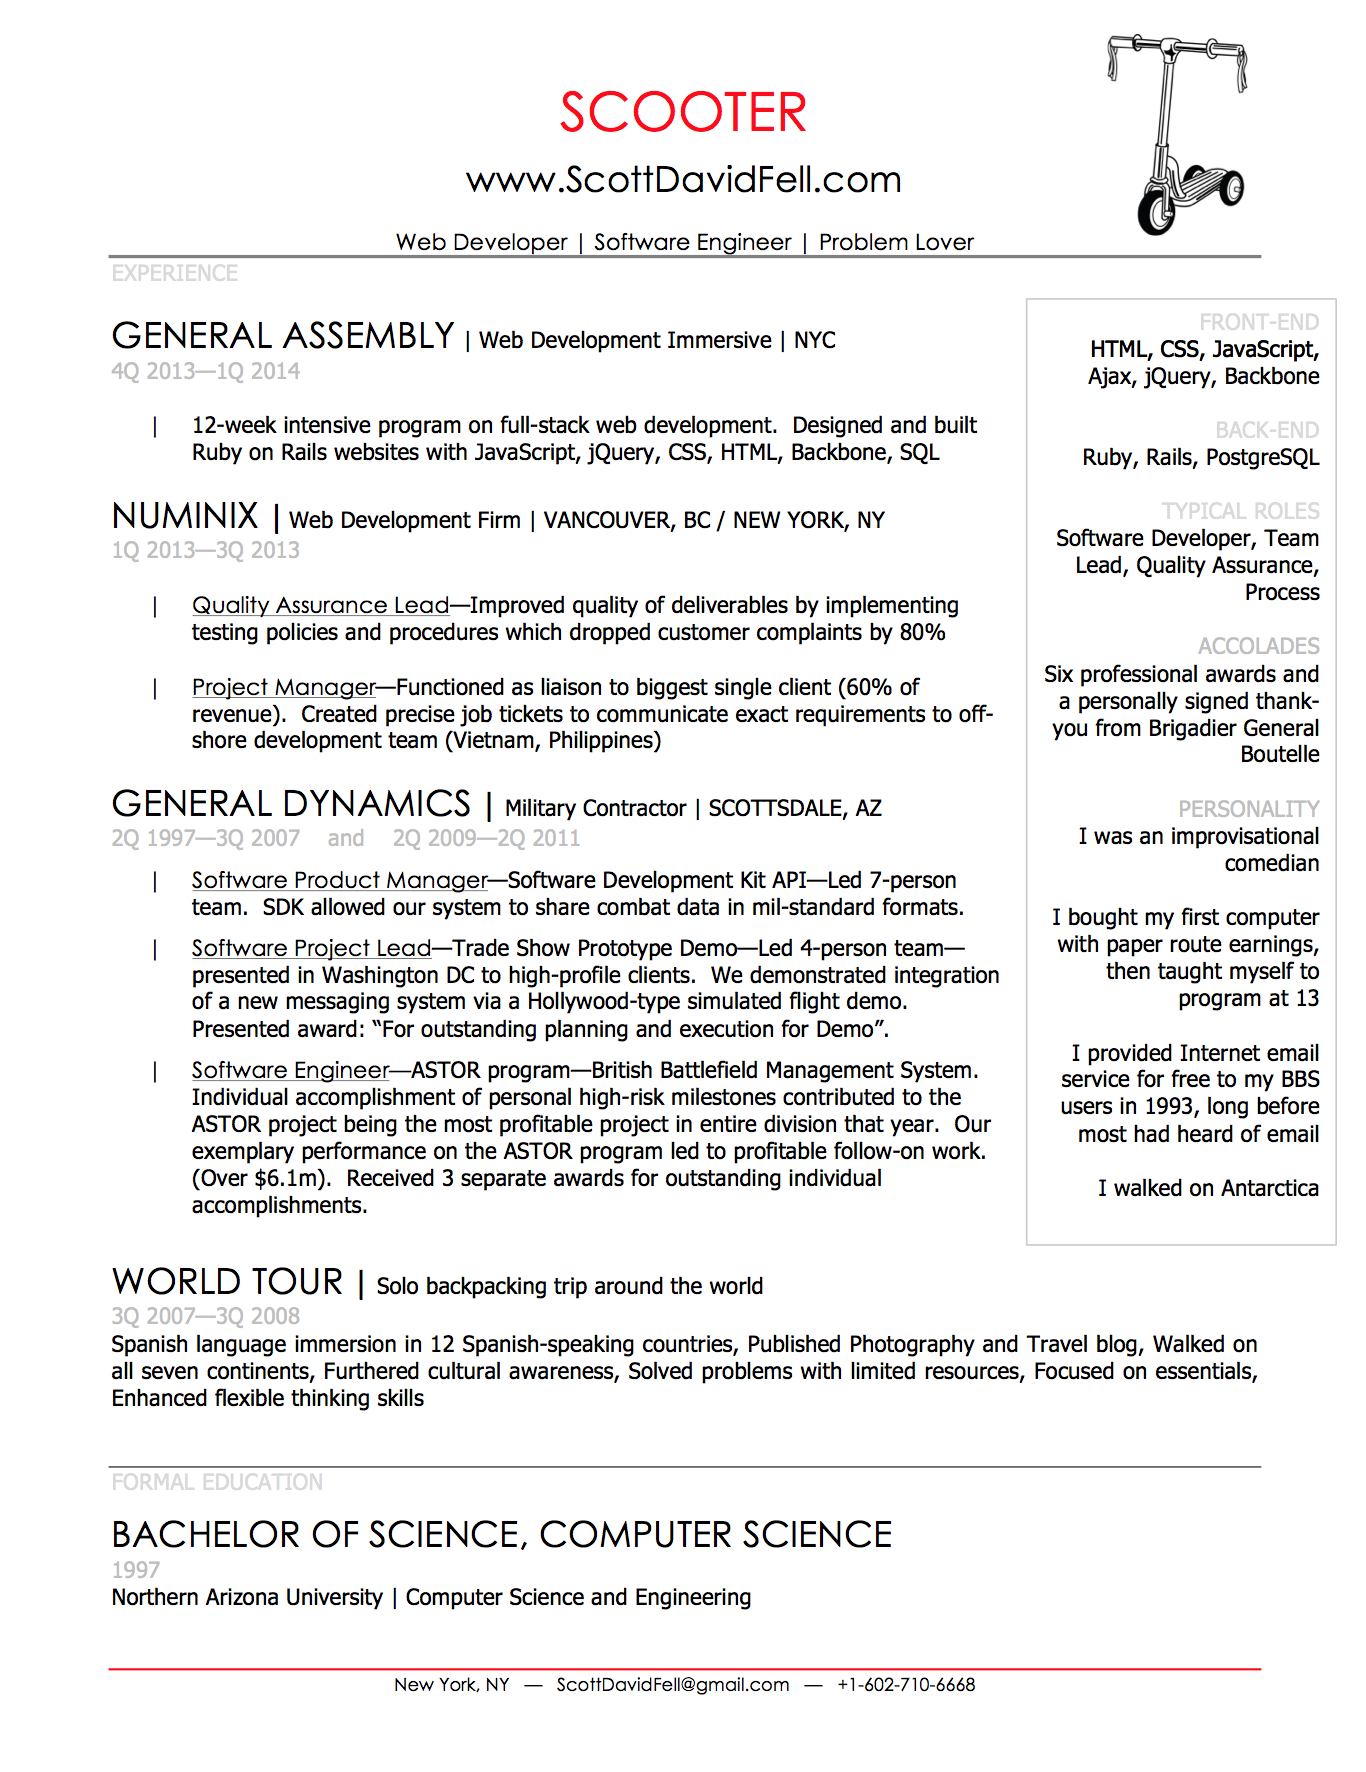 SCOOTER
www.ScottDavidFell.com
Web Developer | Software Engineer | Problem Lover
EXPERIENCE
GENERAL ASSEMBLY | Web Development Immersive | NYC
4Q 2013—1Q 2014
| 12-week intensive program on full-stack web development. Designed and built
Ruby on Rails websites with JavaScript, jQuery, CSS, HTML, Backbone, SQL
NUMINIX | Web Development Firm | VANCOUVER, BC / NEW YORK, NY
1Q 2013—3Q 2013
| Quality Assurance Lead—Improved quality of deliverables by implementing
testing policies and procedures which dropped customer complaints by 80%
| Project Manager—Functioned as liaison to biggest single client (60% of
revenue). Created precise job tickets to communicate exact requirements to off-
shore development team (Vietnam, Philippines)
GENERAL DYNAMICS | Military Contractor | SCOTTSDALE, AZ
2Q 1997—3Q 2007 and 2Q 2009—2Q 2011
| Software Product Manager—Software Development Kit API—Led 7-person
team. SDK allowed our system to share combat data in mil-standard formats.
| Software Project Lead—Trade Show Prototype Demo—Led 4-person team—
presented in Washington DC to high-profile clients. We demonstrated integration
of a new messaging system via a Hollywood-type simulated flight demo.
Presented award: “For outstanding planning and execution for Demo”.
| Software Engineer—ASTOR program—British Battlefield Management System.
Individual accomplishment of personal high-risk milestones contributed to the
ASTOR project being the most profitable project in entire division that year. Our
exemplary performance on the ASTOR program led to profitable follow-on work.
(Over $6.1m). Received 3 separate awards for outstanding individual
accomplishments.
FRONT-END
HTML, CSS, JavaScript,
Ajax, jQuery, Backbone
BACK-END
Ruby, Rails, PostgreSQL
TYPICAL ROLES
Software Developer, Team
Lead, Quality Assurance,
Process
ACCOLADES
Six professional awards and
a personally signed thank-
you from Brigadier General
Boutelle
PERSONALITY
I was an improvisational
comedian
I bought my first computer
with paper route earnings,
then taught myself to
program at 13
I provided Internet email
service for free to my BBS
users in 1993, long before
most had heard of email
I walked on Antarctica
WORLD TOUR | Solo backpacking trip around the world
3Q 2007—3Q 2008
Spanish language immersion in 12 Spanish-speaking countries, Published Photography and Travel blog, Walked on
all seven continents, Furthered cultural awareness, Solved problems with limited resources, Focused on essentials,
Enhanced flexible thinking skills
FORMAL EDUCATION
BACHELOR OF SCIENCE, COMPUTER SCIENCE
1997
Northern Arizona University | Computer Science and Engineering
New York, NY — ScottDavidFell@gmail.com — +1-602-710-6668